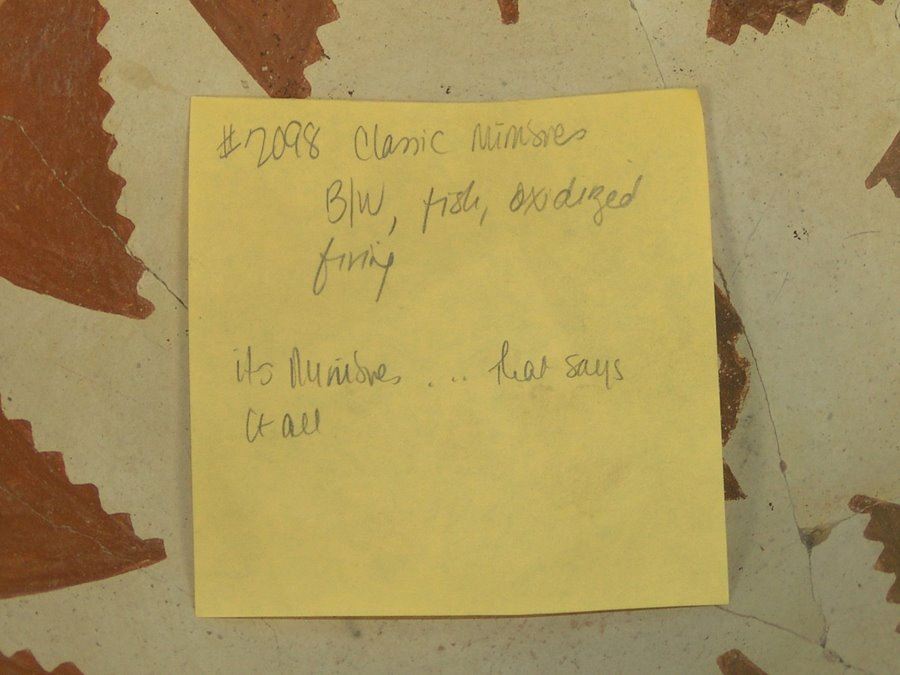 #2098 Classic Mimbres
B/W, fish, oxidized
firing
its Mimbres .... that says
it all